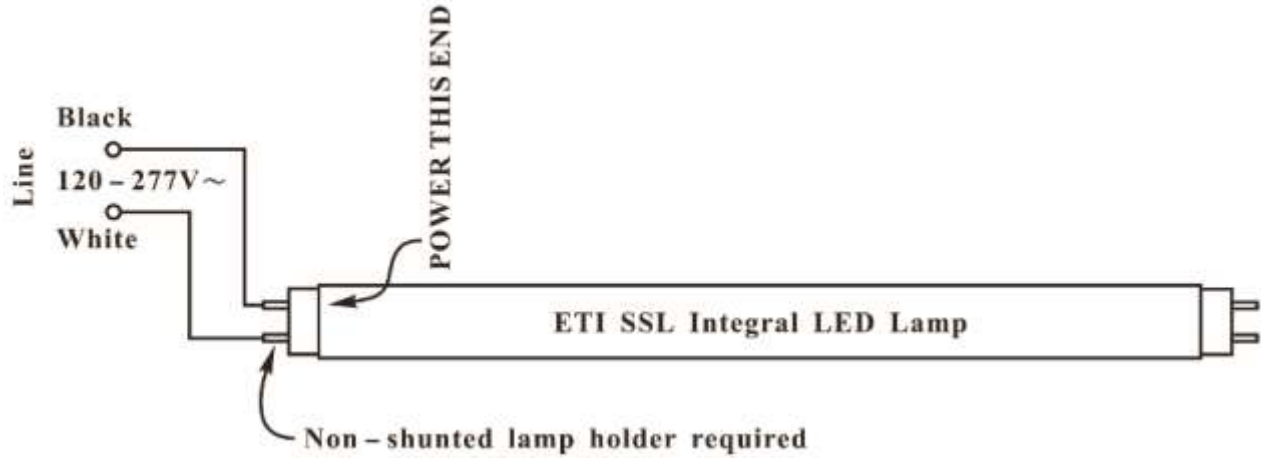 POWER THIS END
Black
Line
120 – 277V ~
White
ETI SSL Integral LED Lamp
Non – shunted lamp holder required